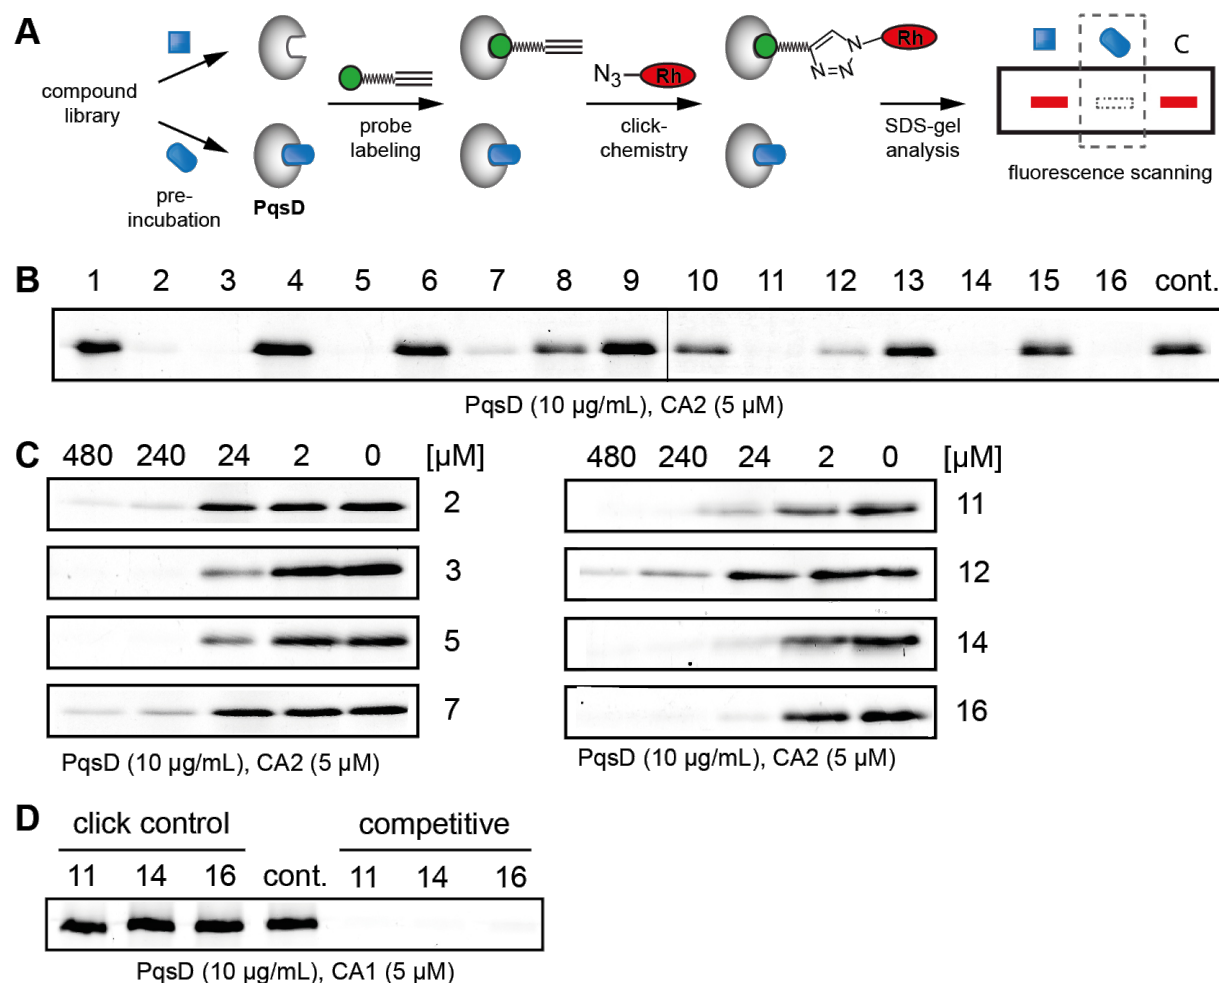 A
compound
library
pre-
incubation
PqsD
probe
labeling
N3
Rh
click-
chemistry
N
N=N
Rh
SDS-gel
analysis
C
fluorescence scanning
B
1 2 3 4 5 6 7 8 9 10 11 12 13 14 15 16 cont.
PqsD (10 µg/mL), CA2 (5 µM)
C
480 240 24 2 0 [µM]
2
3
5
7
PqsD (10 µg/mL), CA2 (5 µM)
480 240 24 2 0 [µM]
11
12
14
16
PqsD (10 µg/mL), CA2 (5 µM)
D
click control competitive
11 14 16 cont. 11 14 16
PqsD (10 µg/mL), CA1 (5 µM)